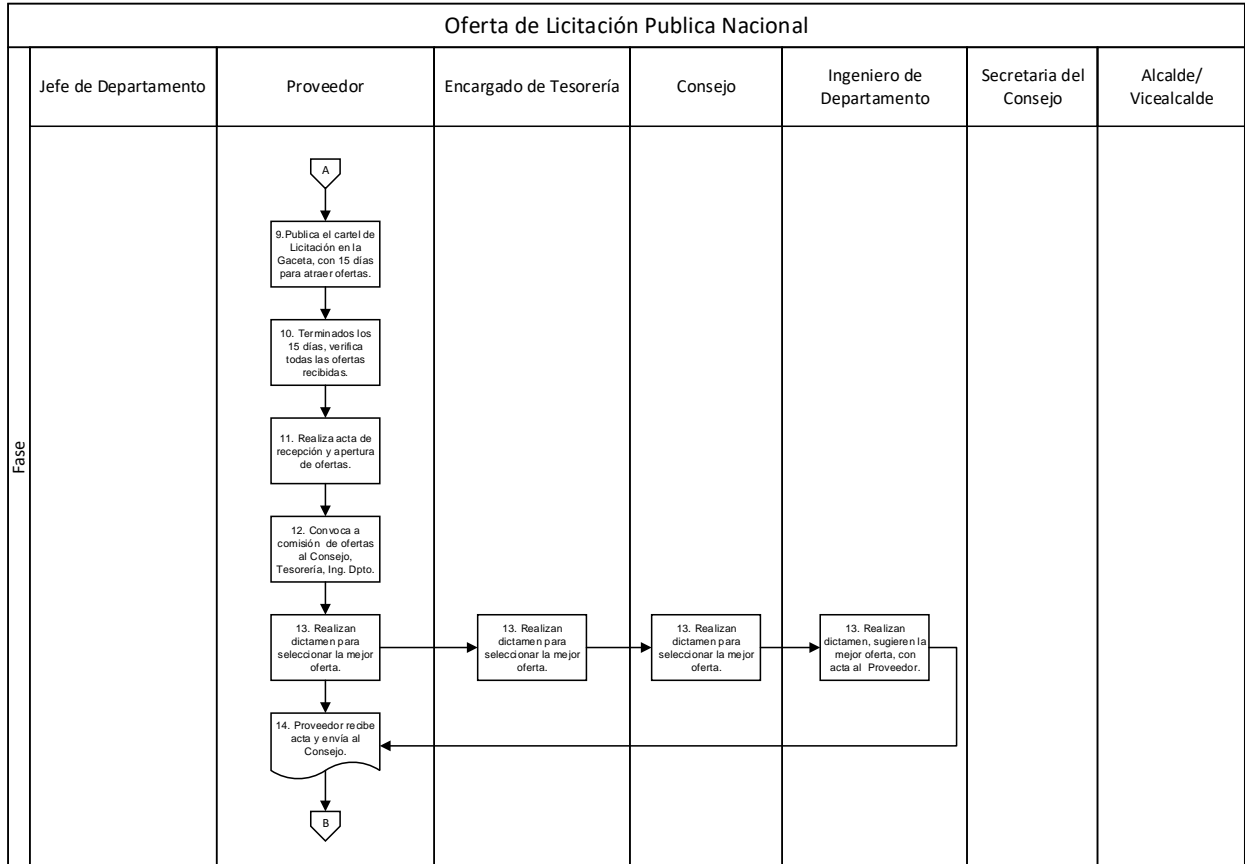 Oferta de Licitación Publica Nacional
Fase
Jefe de Departamento
Proveedor
Encargado de Tesorería
Consejo
Ingeniero de
Departamento
Secretaria del
Consejo
Alcalde/
Vicealcalde
A
9.Publica el cartel de
Licitación en la
Gaceta, con 15 días
para atraer ofertas.
10. Terminados los
15 días, verifica
todas las ofertas
recibidas.
11. Realiza acta de
recepción y apertura
de ofertas.
12. Convoca a
comisión de ofertas
al Consejo,
Tesorería, Ing. Dpto.
13. Realizan
dictamen para
seleccionar la mejor
oferta.
13. Realizan
dictamen para
seleccionar la mejor
oferta.
13. Realizan
dictamen para
seleccionar la mejor
oferta.
13. Realizan
dictamen, sugieren la
mejor oferta, con
acta al Proveedor.
14. Proveedor recibe
acta y envía al
Consejo.
B